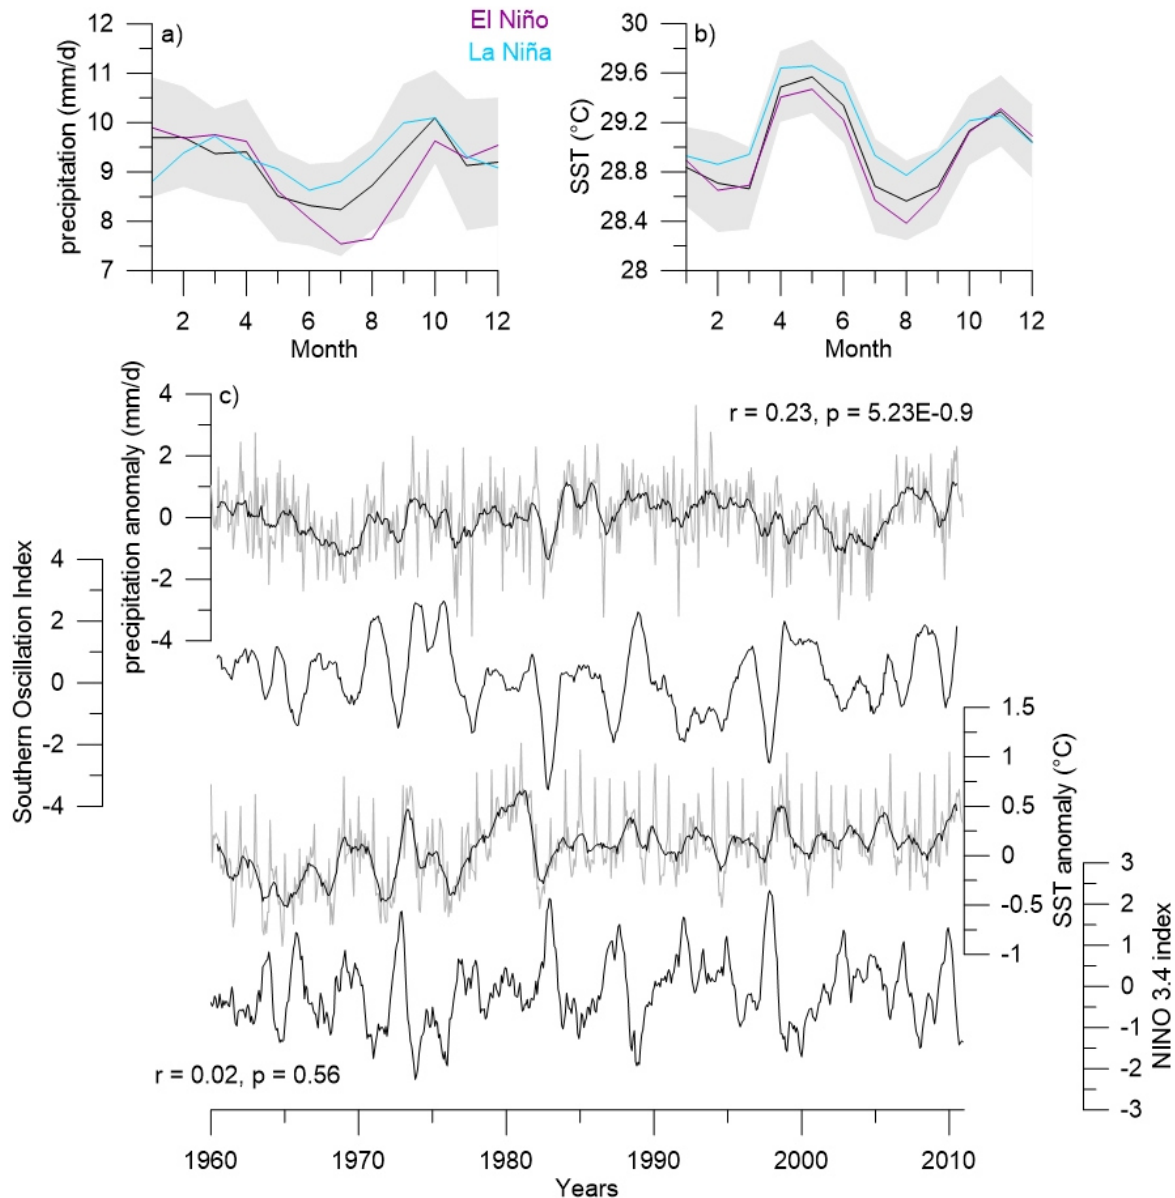 El Niño
La Niña
a)
12
11
10
9
8
7
precipitation (mm/d)
2 4 6 8 10 12
Month
b)
30
29.6
29.2
28.8
28.4
28
SST (°C)
2 4 6 8 10 12
Month
c)
r = 0.23, p = 5.23E-0.9
4
2
0
-2
-4
precipitation anomaly (mm/d)
4
2
0
-2
-4
Southern Oscillation Index
1.5
1
0.5
0
-0.5
-1
SST anomaly (°C)
3
2
1
0
-1
-2
-3
NINO 3.4 index
r = 0.02, p = 0.56
1960 1970 1980 1990 2000 2010
Years